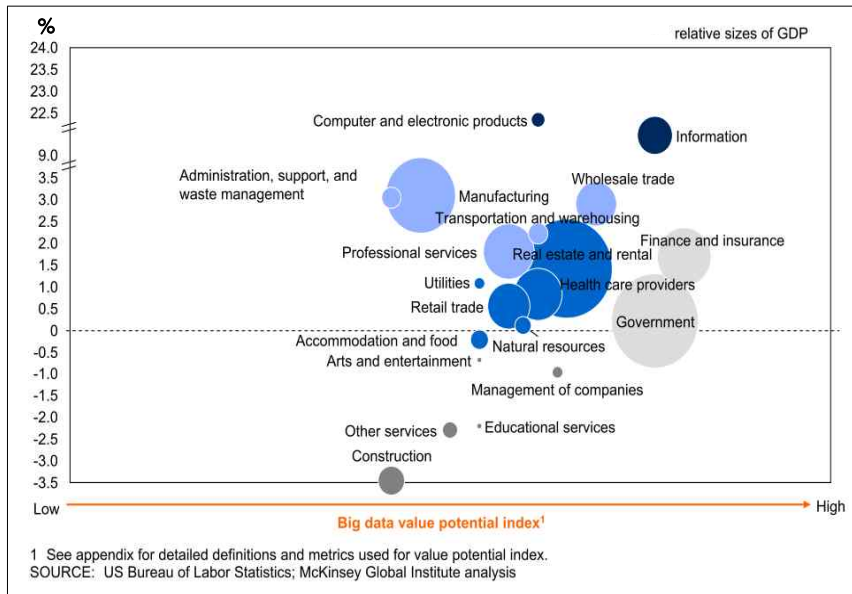 %
relative sizes of GDP
24.0
23.0
22.5
9.0
3.5
3.0
2.5
2.0
1.5
1.0
0.5
0
-0.5
-1.0
-1.5
-2.0
-2.5
-3.0
-3.5
Computer and electronic products
Information
Administration, support, and
waste management
Manufacturing
Wholesale trade
Transportation and warehousing
Professional services
Real estate and rental
Finance and insurance
Utilities
Health care providers
Retail trade
Government
Accommodation and food
Natural resources
Arts and entertainment
Management of companies
Other services
Educational services
Construction
Low
High
Big data value potential index1
1 See appendix for detailed definitions and metrics used for value potential index.
SOURCE: US Bureau of Labor Statistics; McKinsey Global Institute analysis